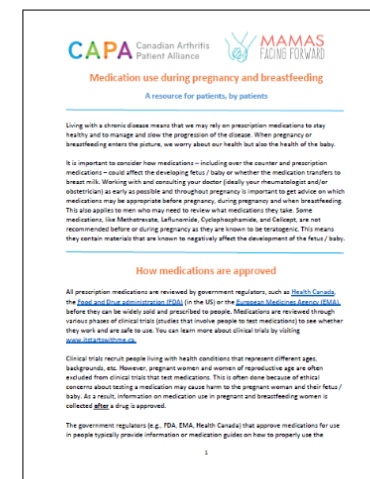 CAPA Canadian Arthritis
Patient Alliance
MAMAS
FACING FORWARD
Medication use during pregnancy and breastfeeding
A resource for patients, by patients
Living with a chronic disease means that we may rely on prescription medications to stay
healthy and to manage and slow the progression of the disease. When pregnancy or
breastfeeding enters the picture, we worry about our health but also the health of the baby.
It is important to consider how medications – including over the counter and prescription
medications – could affect the developing fetus / baby or whether the medication transfers to
breast milk. Working with and consulting your doctor (ideally your rheumatologist and/or
obstetrician) as early as possible and throughout pregnancy is important to get advice on which
medications may be appropriate before pregnancy, during pregnancy and when breastfeeding.
This also applies to men who may need to review what medications they take. Some
medications, like Methotrexate, Leflunomide, Cyclophosphamide, and Cellcept, are not
recommended before or during pregnancy as they are known to be teratogenic. This means
they contain materials that are known to negatively affect the development of the fetus / baby.
How medications are approved
All prescription medications are reviewed by government regulators, such as Health Canada,
the Food and Drug administration (FDA) (in the US) or the European Medicines Agency (EMA),
before they can be widely sold and prescribed to people. Medications are reviewed through
various phases of clinical trials (studies that involve people to test medications) to see whether
they work and are safe to use. You can learn more about clinical trials by visiting
www.itstartswithme.ca.
Clinical trials recruit people living with health conditions that represent different ages,
backgrounds, etc. However, pregnant women and women of reproductive age are often
excluded from clinical trials that test medications. This is often done because of ethical
concerns about testing a medication may cause harm to the pregnant woman and their fetus /
baby. As a result, information on medication use in pregnant and breastfeeding women is
collected after a drug is approved.
The government regulators (e.g., FDA, EMA, Health Canada) that approve medications for use
in people typically provide information or medication guides on how to properly use the
1